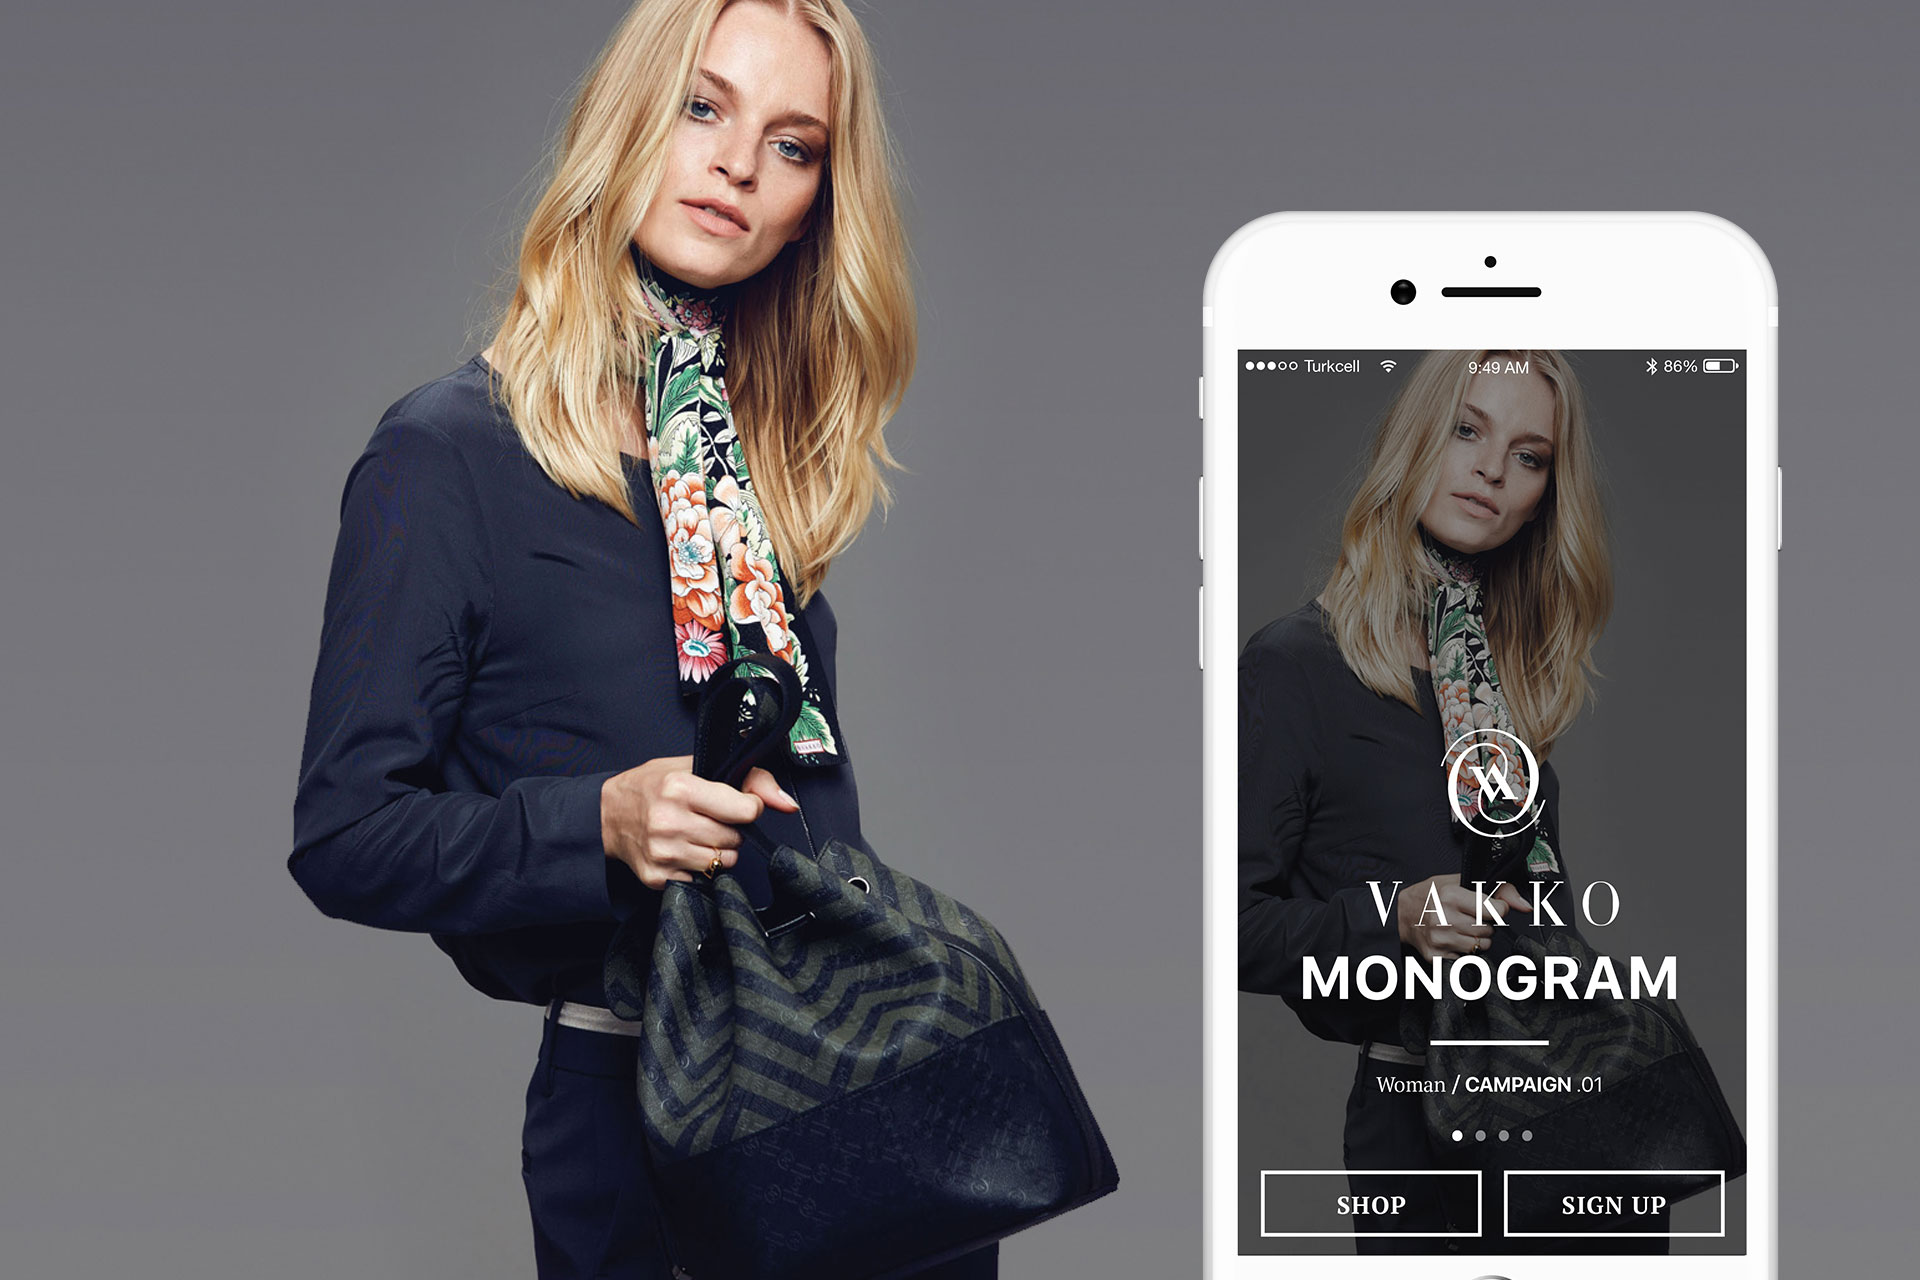 Turkcell 9:49 AM 86%
VAKKO
MONOGRAM
Woman / CAMPAIGN .01
SHOP SIGN UP